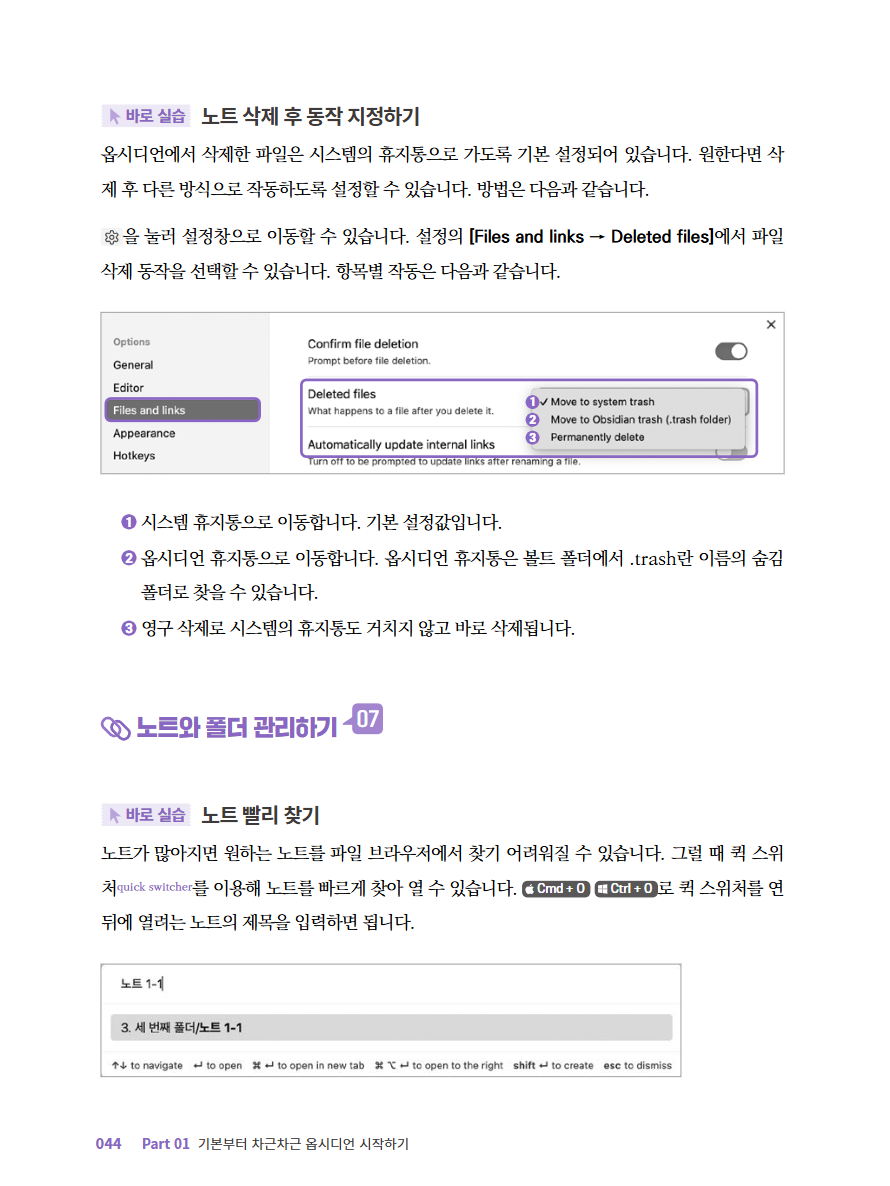 바로 실습 노트 삭제 후 동작 지정하기
옵시디언에서 삭제한 파일은 시스템의 휴지통으로 가도록 기본 설정되어 있습니다. 원한다면 삭
제 후 다른 방식으로 작동하도록 설정할 수 있습니다. 방법은 다음과 같습니다.
을 눌러 설정창으로 이동할 수 있습니다. 설정의 [Files and links → Deleted files]에서 파일
삭제 동작을 선택할 수 있습니다. 항목별 작동은 다음과 같습니다.
Options
General
Editor
Files and links
Appearance
Hotkeys
Confirm file deletion
Prompt before file deletion.
Deleted files
What happens to a file after you delete it.
Automatically update internal links
Turn off to be prompted to update links after renaming a file.
❶ ✓ Move to system trash
❷ Move to Obsidian trash (.trash folder)
❸ Permanently delete
❶ 시스템 휴지통으로 이동합니다. 기본 설정값입니다.
❷ 옵시디언 휴지통으로 이동합니다. 옵시디언 휴지통은 볼트 폴더에서 .trash란 이름의 숨김
폴더로 찾을 수 있습니다.
❸ 영구 삭제로 시스템의 휴지통도 거치지 않고 바로 삭제됩니다.
노트와 폴더 관리하기 07
바로 실습 노트 빨리 찾기
노트가 많아지면 원하는 노트를 파일 브라우저에서 찾기 어려워질 수 있습니다. 그럴 때 퀵 스위
처quick switcher를 이용해 노트를 빠르게 찾아 열 수 있습니다. Cmd + O Ctrl + O로 퀵 스위처를 연
뒤에 열려는 노트의 제목을 입력하면 됩니다.
노트 1-1
3. 세 번째 폴더/노트 1-1
↑↓ to navigate ↵ to open ⌘ ↵ to open in new tab ⌘ ⌥ ↵ to open to the right shift ↵ to create esc to dismiss
044 Part 01 기본부터 차근차근 옵시디언 시작하기